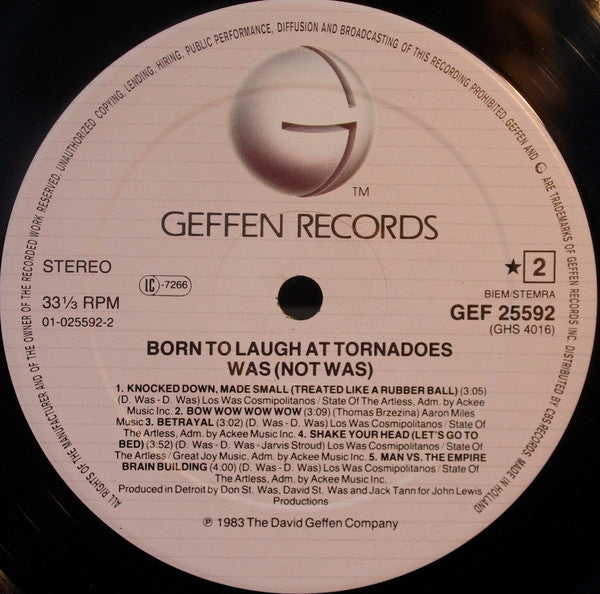 UNAUTHORIZED COPYING, LENDING, HIRING, PUBLIC PERFORMANCE, DIFFUSION AND BROADCASTING OF THIS RECORDING PROHIBITED. GEFFEN AND G ARE TRADEMARKS OF GEFFEN RECORDS INC. DISTRIBUTED BY CBS RECORDS. MADE IN HOLLAND
ALL RIGHTS OF THE MANUFACTURER AND OF THE OWNER OF THE RECORDED WORK RESERVED.
TM
GEFFEN RECORDS
STEREO
LC-7266
★ 2
BIEM/STEMRA
33⅓ RPM
GEF 25592
01-025592-2
(GHS 4016)
BORN TO LAUGH AT TORNADOES
WAS (NOT WAS)
1. KNOCKED DOWN, MADE SMALL (TREATED LIKE A RUBBER BALL) (3:05)
(D. Was - D. Was) Los Was Cosmipolitanos / State Of The Artless, Adm. by Ackee
Music Inc. 2. BOW WOW WOW WOW (3:09) (Thomas Brzezina) Aaron Miles
Music 3. BETRAYAL (3:02) (D. Was - D. Was) Los Was Cosmipolitanos / State Of
The Artless, Adm. by Ackee Music Inc. 4. SHAKE YOUR HEAD (LET'S GO TO
BED) (3:52) (D. Was - D. Was - Jarvis Stroud) Los Was Cosmipolitanos / State Of
The Artless / Great Joy Music, Adm. by Ackee Music Inc. 5. MAN VS. THE EMPIRE
BRAIN BUILDING (4:00) (D. Was - D. Was) Los Was Cosmipolitanos / State Of
The Artless, Adm. by Ackee Music Inc.
Produced in Detroit by Don St. Was, David St. Was and Jack Tann for John Lewis
Productions
℗ 1983 The David Geffen Company